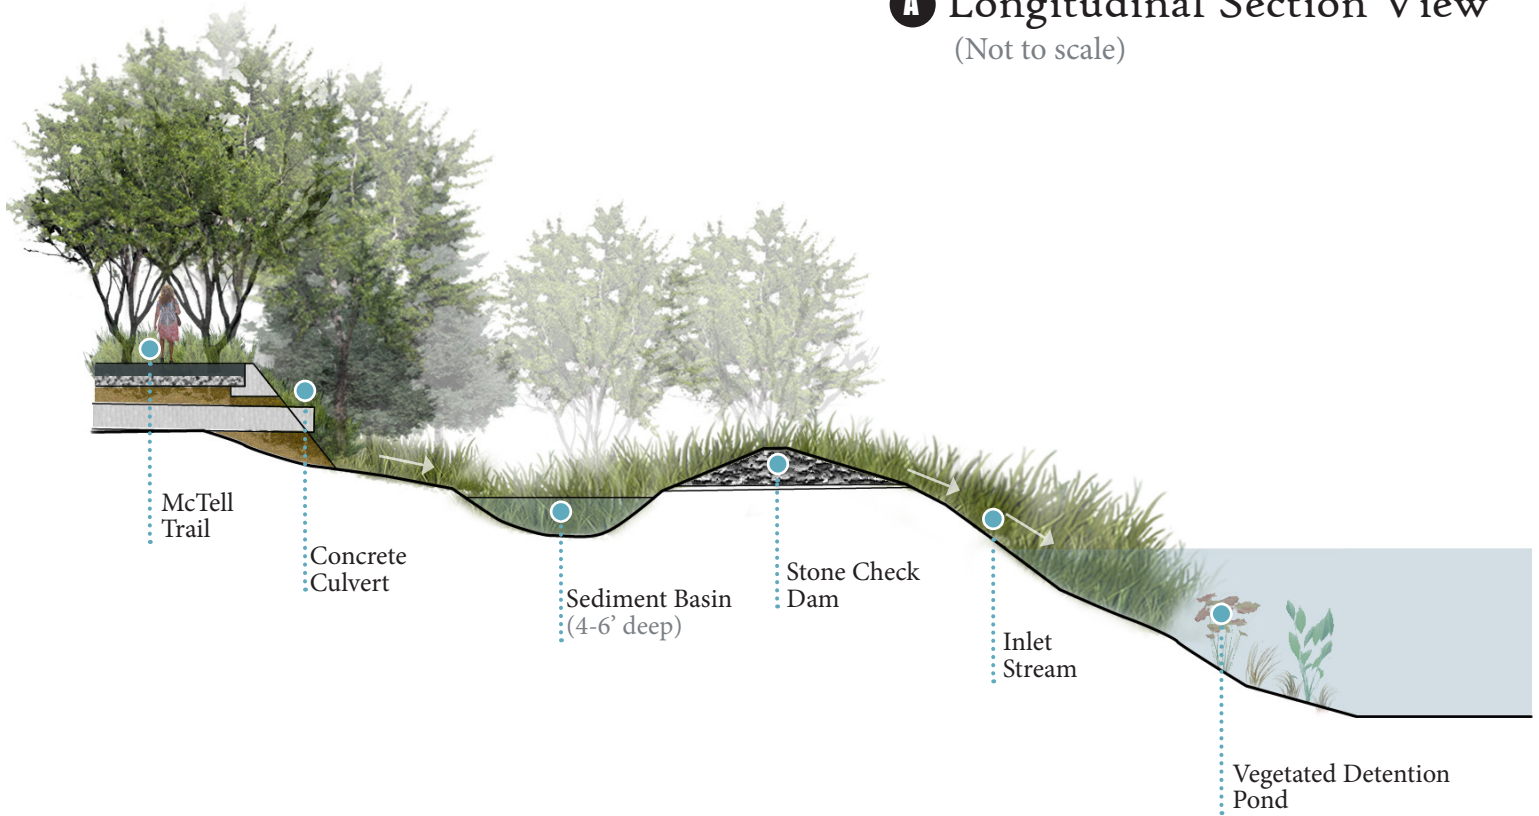 A Longitudinal Section View
(Not to scale)
McTell
Trail
Concrete
Culvert
Sediment Basin
(4-6’ deep)
Stone Check
Dam
Inlet
Stream
Vegetated Detention
Pond